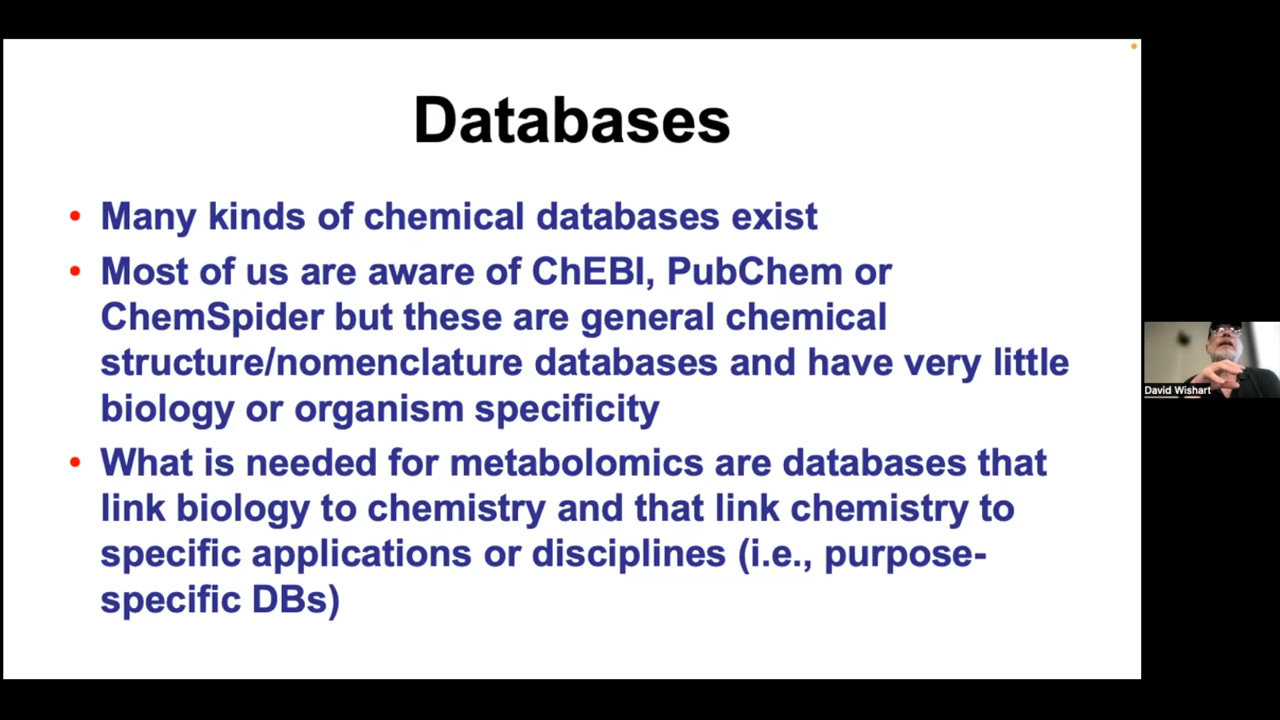 Databases
• Many kinds of chemical databases exist
• Most of us are aware of ChEBI, PubChem or
ChemSpider but these are general chemical
structure/nomenclature databases and have very little
biology or organism specificity
• What is needed for metabolomics are databases that
link biology to chemistry and that link chemistry to
specific applications or disciplines (i.e., purpose-
specific DBs)
David Wishart